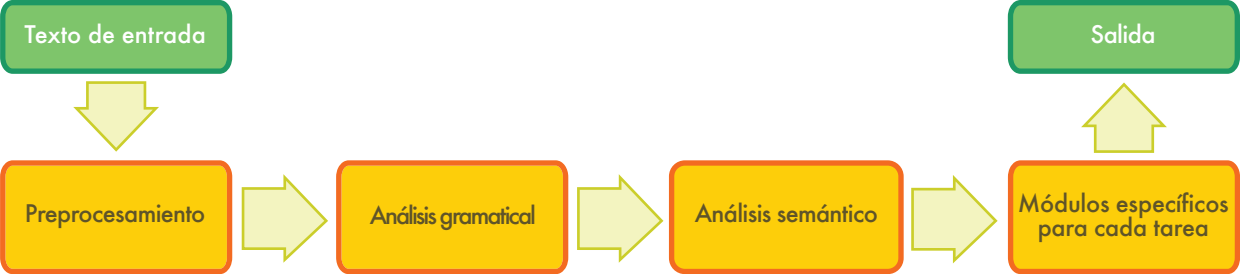 Texto de entrada
Salida
Preprocesamiento
Análisis gramatical
Análisis semántico
Módulos específicos
para cada tarea